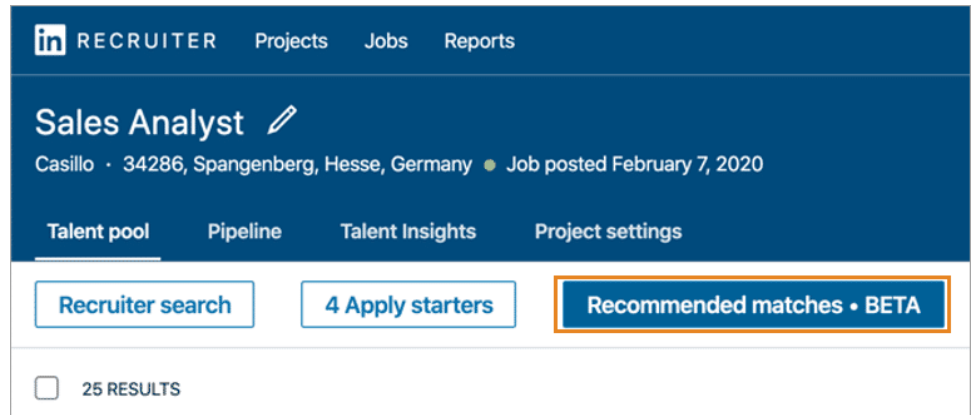 in RECRUITER Projects Jobs Reports
Sales Analyst
Casillo · 34286, Spangenberg, Hesse, Germany ● Job posted February 7, 2020
Talent pool Pipeline Talent Insights Project settings
Recruiter search 4 Apply starters Recommended matches • BETA
25 RESULTS